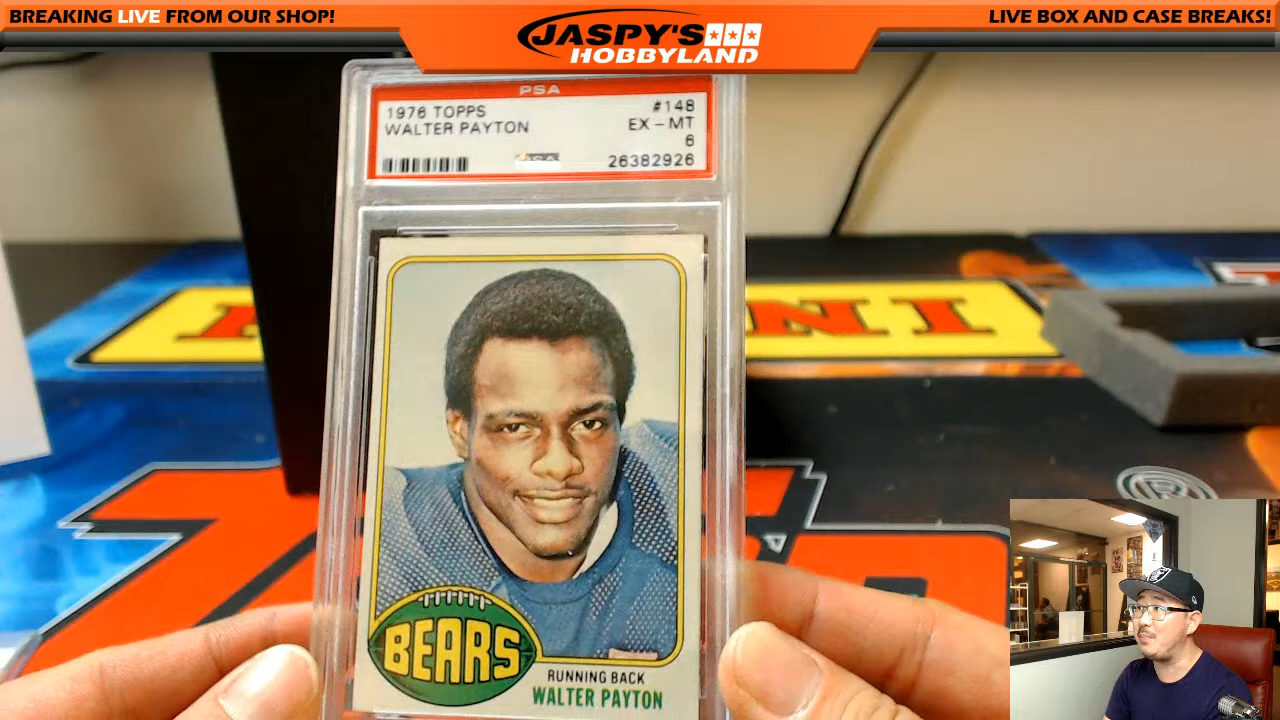 BREAKING LIVE FROM OUR SHOP!
JASPY'S
HOBBYLAND
LIVE BOX AND CASE BREAKS!
PSA
1976 TOPPS
#148
WALTER PAYTON
EX-MT
6
26382926
NI
BEARS
RUNNING BACK
WALTER PAYTON
®